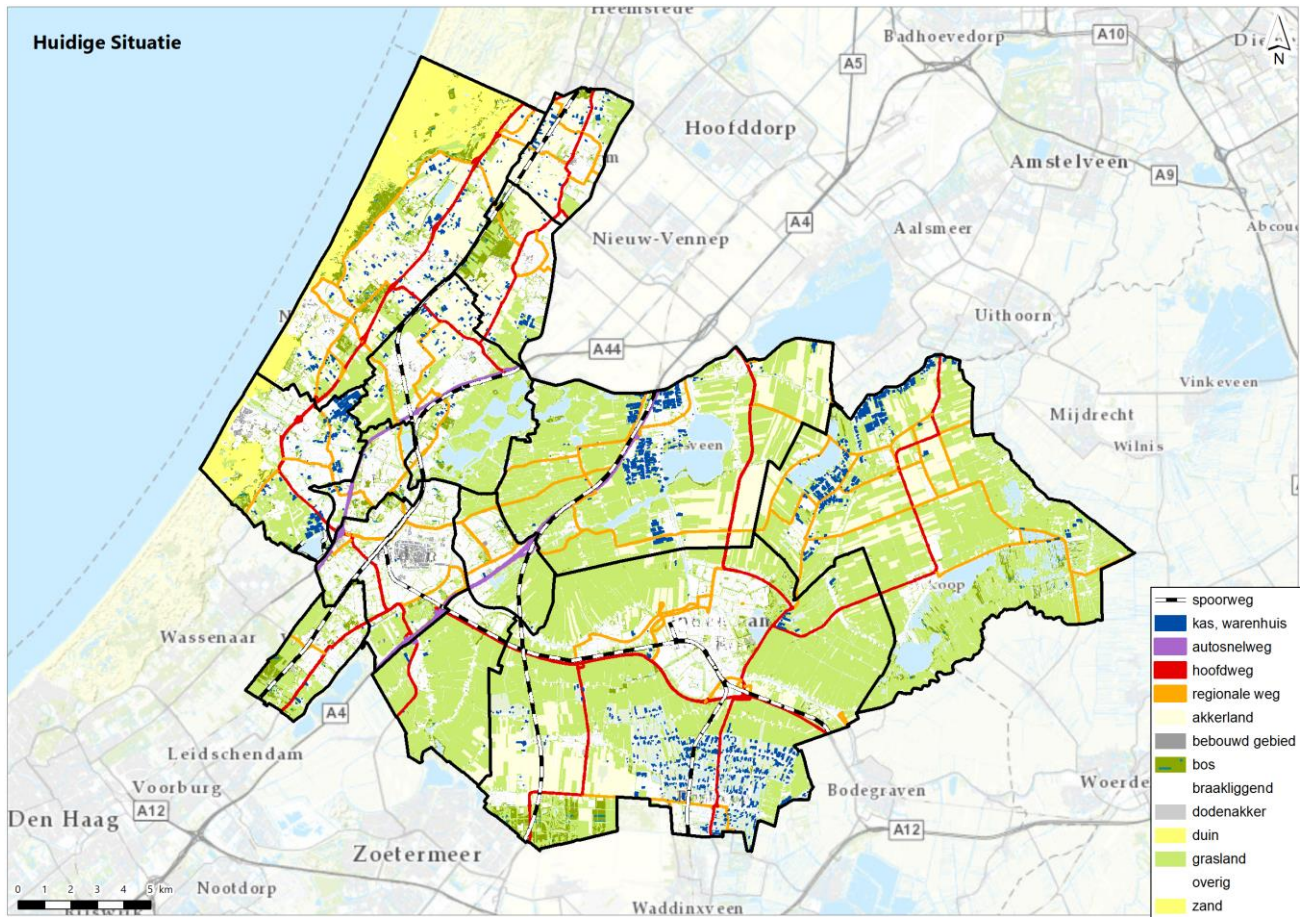 Heemstede
Huidige Situatie
Badhoevedorp
A10
A5
N
Hoofddorp
Amstelveen
A9
A4
Nieuw-Vennep
Aalsmeer
Uithoorn
A44
Vinkeveen
Mijdrecht
Wilnis
veen
koop
Wassenaar
A4
Leidschendam
Voorburg
A12
Den Haag
Zoetermeer
Nootdorp
Bodegraven
A12
Waddinxveen
spoorweg
kas, warenhuis
autosnelweg
hoofdweg
regionale weg
akkerland
bebouwd gebied
bos
braakliggend
dodenakker
duin
grasland
overig
zand
0 1 2 3 4 5 km